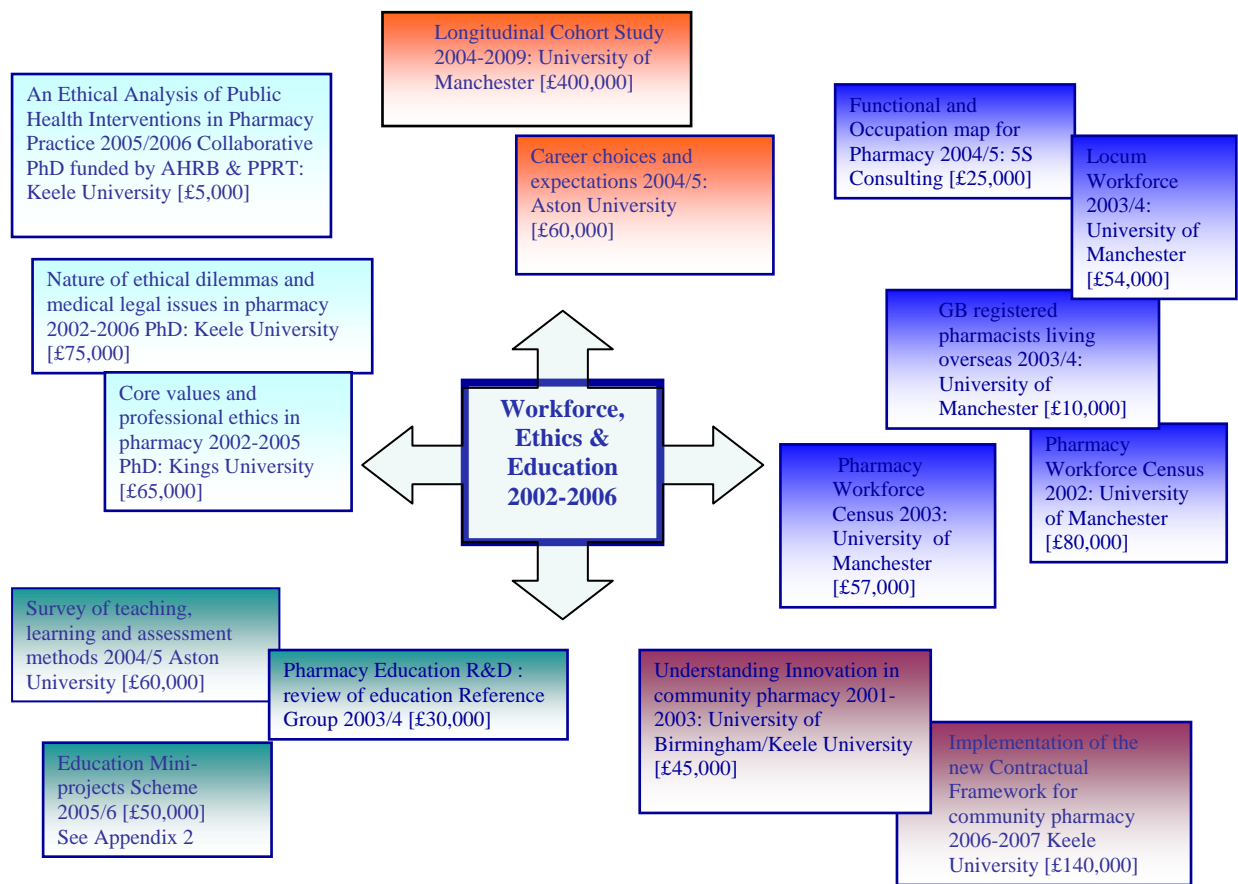 Longitudinal Cohort Study
2004-2009: University of
Manchester [£400,000]
An Ethical Analysis of Public
Health Interventions in Pharmacy
Practice 2005/2006 Collaborative
PhD funded by AHRB & PPRT:
Keele University [£5,000]
Career choices and
expectations 2004/5:
Aston University
[£60,000]
Functional and
Occupation map for
Pharmacy 2004/5: 5S
Consulting [£25,000]
Locum
Workforce
2003/4:
University of
Manchester
[£54,000]
Nature of ethical dilemmas and
medical legal issues in pharmacy
2002-2006 PhD: Keele University
[£75,000]
GB registered
pharmacists living
overseas 2003/4:
University of
Manchester [£10,000]
Core values and
professional ethics in
pharmacy 2002-2005
PhD: Kings University
[£65,000]
Workforce,
Ethics &
Education
2002-2006
Pharmacy
Workforce
Census 2003:
University of
Manchester
[£57,000]
Pharmacy
Workforce Census
2002: University
of Manchester
[£80,000]
Survey of teaching,
learning and assessment
methods 2004/5 Aston
University [£60,000]
Pharmacy Education R&D :
review of education Reference
Group 2003/4 [£30,000]
Education Mini-
projects Scheme
2005/6 [£50,000]
See Appendix 2
Understanding Innovation in
community pharmacy 2001-
2003: University of
Birmingham/Keele University
[£45,000]
Implementation of the
new Contractual
Framework for
community pharmacy
2006-2007 Keele
University [£140,000]